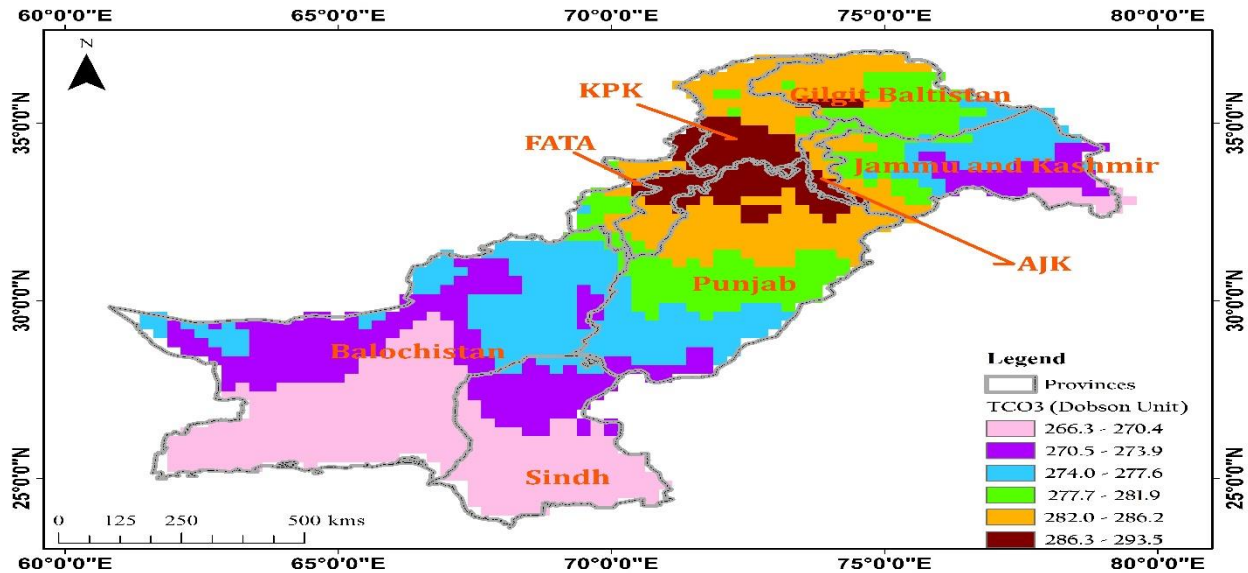 60°0'0"E 65°0'0"E 70°0'0"E 75°0'0"E 80°0'0"E
N
KPK
Gilgit Baltistan
35°0'0"N 35°0'0"N
FATA
Jammu and Kashmir
AJK
Punjab
30°0'0"N 30°0'0"N
Balochistan
Legend
Provinces
TCO3 (Dobson Unit)
266.3 - 270.4
270.5 - 273.9
274.0 - 277.6
277.7 - 281.9
282.0 - 286.2
286.3 - 293.5
Sindh
25°0'0"N 25°0'0"N
0 125 250 500 kms
60°0'0"E 65°0'0"E 70°0'0"E 75°0'0"E 80°0'0"E